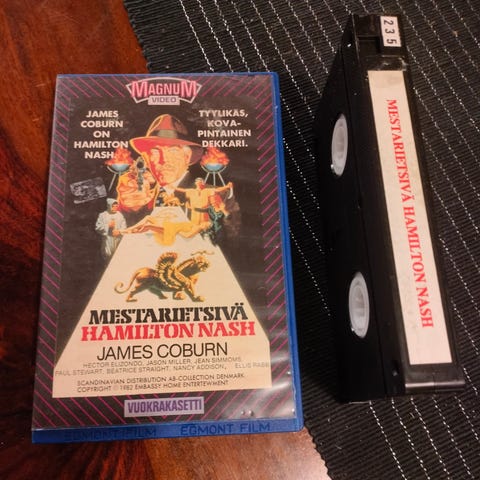 MAGNUM
VIDEO
JAMES
COBURN
ON
HAMILTON
NASH.
TYYLIKÄS,
KOVA-
PINTAINEN
DEKKARI.
MESTARIETSIVÄ
HAMILTON NASH
JAMES COBURN
HECTOR ELIZONDO, JASON MILLER, JEAN SIMMONS,
PAUL STEWART, BEATRICE STRAIGHT, NANCY ADDISON, ELLIS RABB
SCANDINAVIAN DISTRIBUTION AB-COLLECTION DENMARK.
COPYRIGHT © 1982 EMBASSY HOME ENTERTEWMENT
VUOKRAKASETTI
EGMONT FILM EGMONT FILM
235
MESTARIETSIVÄ HAMILTON NASH